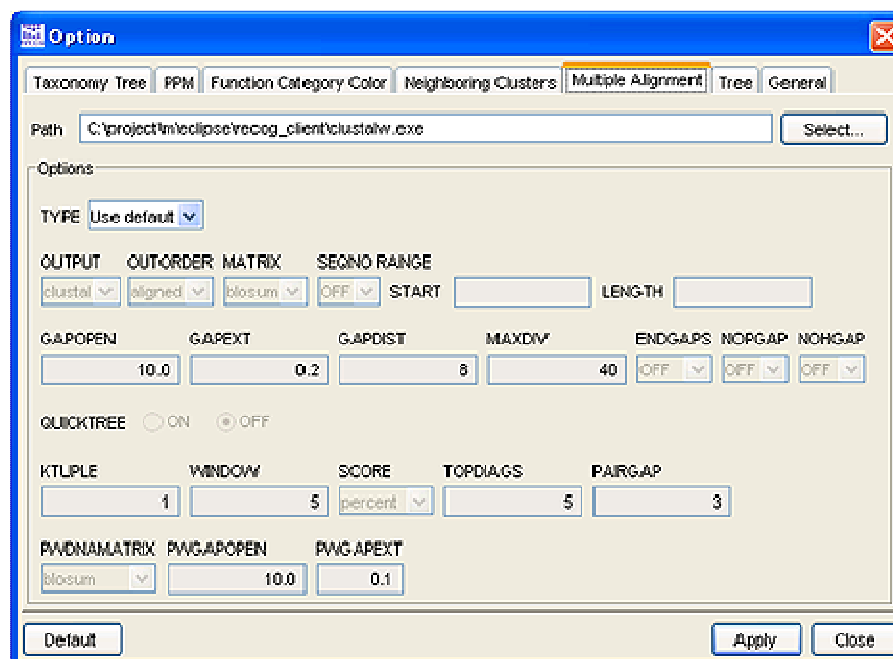 Option
Taxonomy Tree PPM Function Category Color Neighboring Clusters Multiple Alignment Tree General
Path C:\project\m\eclipse\recog_client\clustalw.exe Select...
Options
TYPE Use default
OUTPUT OUTORDER MATRIX SEQNO RANGE
clustal aligned blosum OFF START LENGTH
GAPOPEN GAPEXT GAPDIST MAXDIV ENDGAPS NOPGAP NOHGAP
10.0 0.2 8 40 OFF OFF OFF
QUICKTREE ON OFF
KTUPLE WINDOW SCORE TOPDIAGS PAIRGAP
1 5 percent 5 3
PWDNAMATRIX PWGAPOPEN PWGAPEXT
blosum 10.0 0.1
Default Apply Close